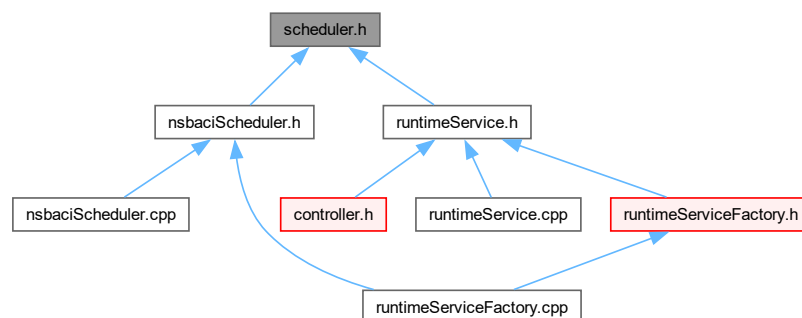 scheduler.h
nsbaciScheduler.h
runtimeService.h
nsbaciScheduler.cpp
controller.h
runtimeService.cpp
runtimeServiceFactory.h
runtimeServiceFactory.cpp